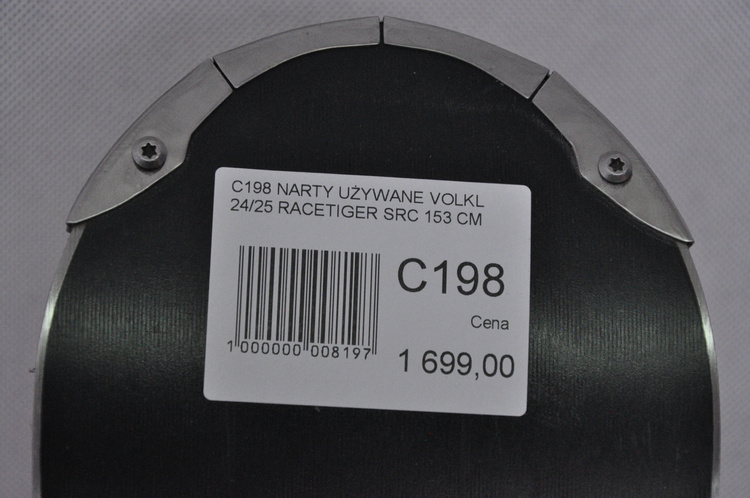 C198 NARTY UŻYWANE VOLKL
24/25 RACETIGER SRC 153 CM
C198
Cena
1 699,00
1 000000 008197